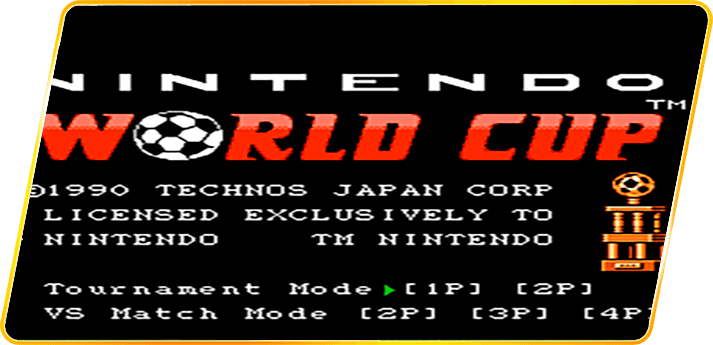 NINTENDO
TM
WORLD CUP
©1990 TECHNOS JAPAN CORP
LICENSED EXCLUSIVELY TO
NINTENDO TM NINTENDO
Tournament Mode [1P] [2P]
VS Match Mode [2P] [3P] [4P]